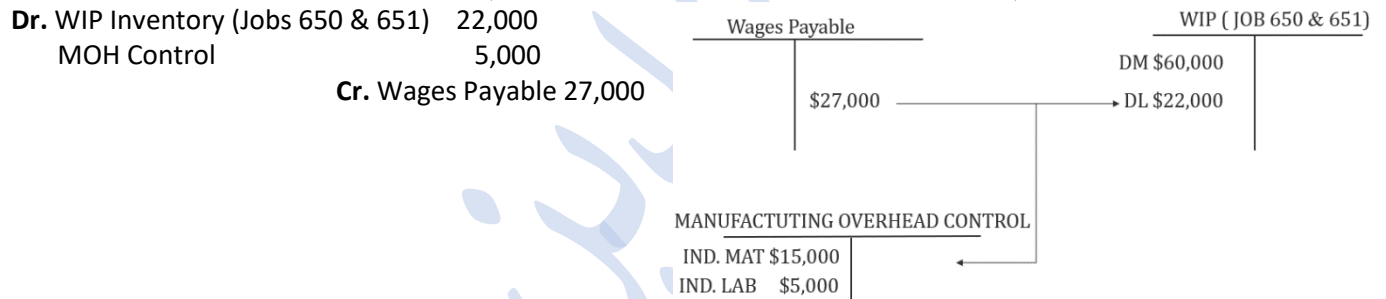 Dr. WIP Inventory (Jobs 650 & 651) 22,000
MOH Control 5,000
Cr. Wages Payable 27,000
Wages Payable
$27,000
WIP ( JOB 650 & 651)
DM $60,000
DL $22,000
MANUFACTUTING OVERHEAD CONTROL
IND. MAT $15,000
IND. LAB $5,000